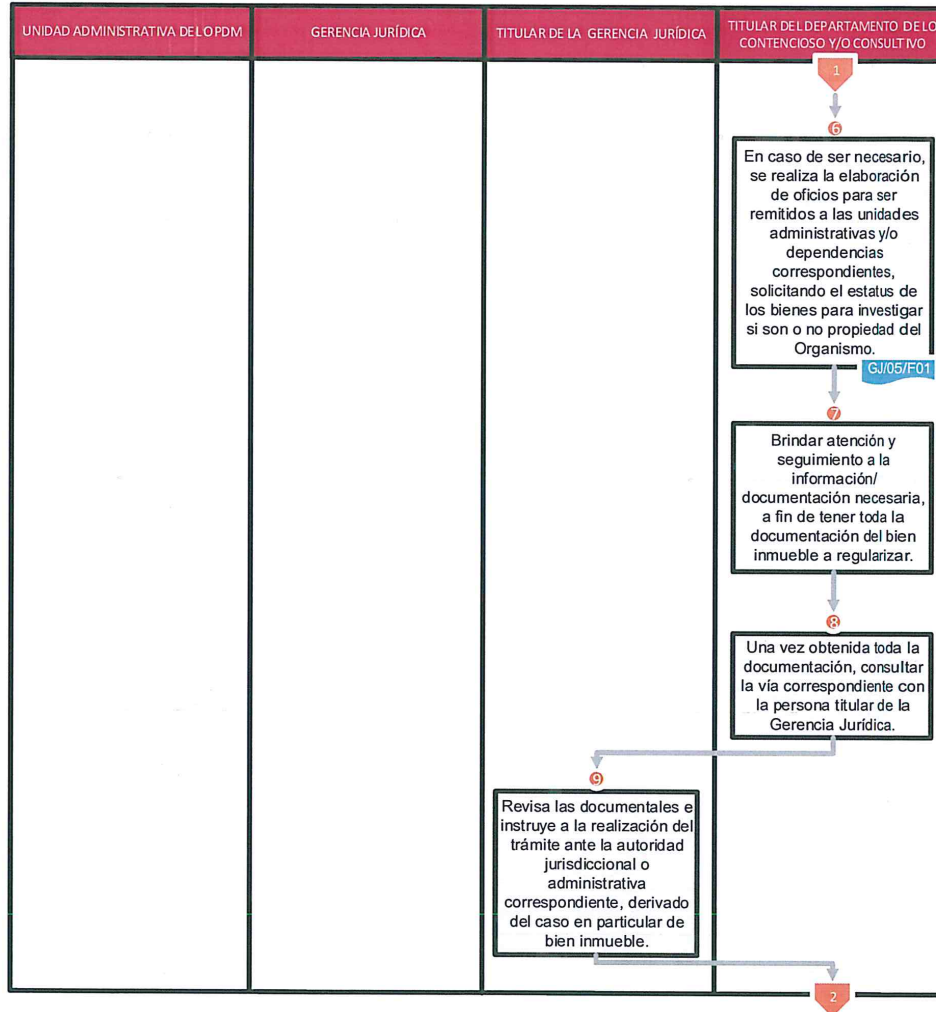 UNIDAD ADMINISTRATIVA DEL OPDM
GERENCIA JURÍDICA
TITULAR DE LA GERENCIA JURÍDICA
TITULAR DEL DEPARTAMENTO DE LO
CONTENCIOSO Y/O CONSULTIVO
1
6
En caso de ser necesario,
se realiza la elaboración
de oficios para ser
remitidos a las unidades
administrativas y/o
dependencias
correspondientes,
solicitando el estatus de
los bienes para investigar
si son o no propiedad del
Organismo.
GJ/05/F01
7
Brindar atención y
seguimiento a la
información/
documentación necesaria,
a fin de tener toda la
documentación del bien
inmueble a regularizar.
8
Una vez obtenida toda la
documentación, consultar
la vía correspondiente con
la persona titular de la
Gerencia Jurídica.
9
Revisa las documentales e
instruye a la realización del
trámite ante la autoridad
jurisdiccional o
administrativa
correspondiente, derivado
del caso en particular de
bien inmueble.
2